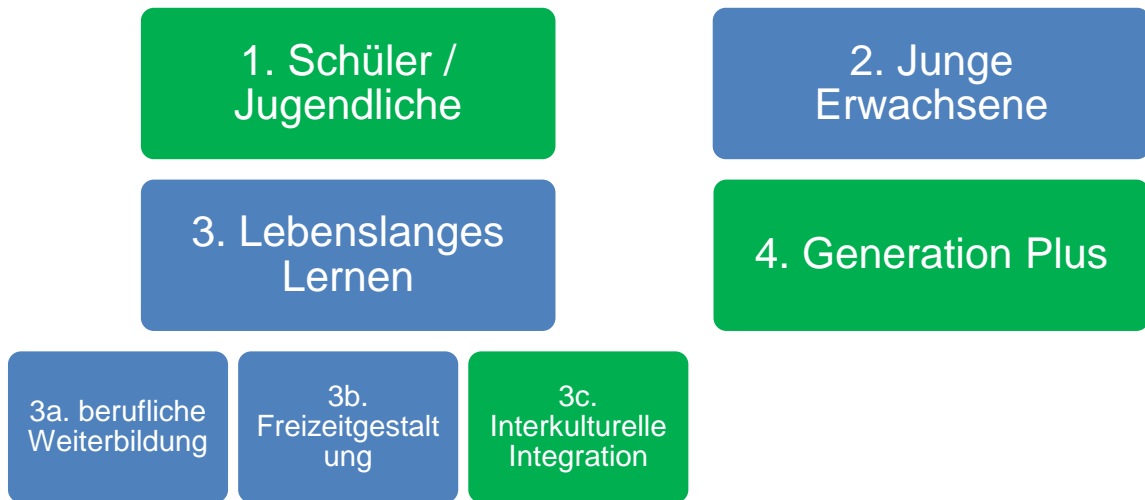 1. Schüler /
Jugendliche
2. Junge
Erwachsene
3. Lebenslanges
Lernen
4. Generation Plus
3a. berufliche
Weiterbildung
3b.
Freizeitgestalt
ung
3c.
Interkulturelle
Integration